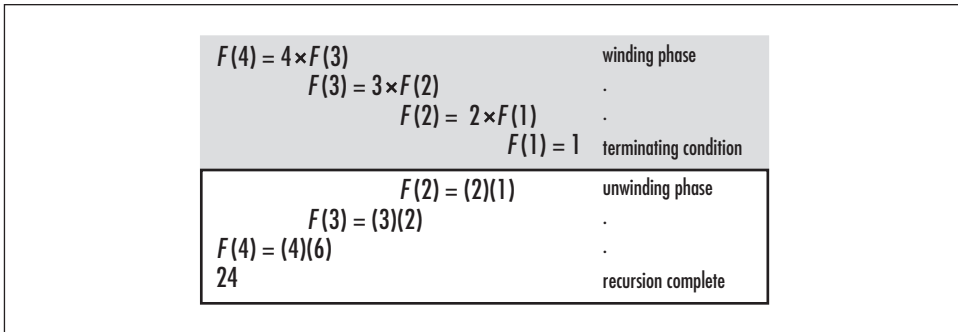 F(4) = 4×F(3) winding phase
F(3) = 3×F(2) .
F(2) = 2×F(1) .
F(1) = 1 terminating condition
F(2) = (2)(1) unwinding phase
F(3) = (3)(2) .
F(4) = (4)(6) .
24 recursion complete